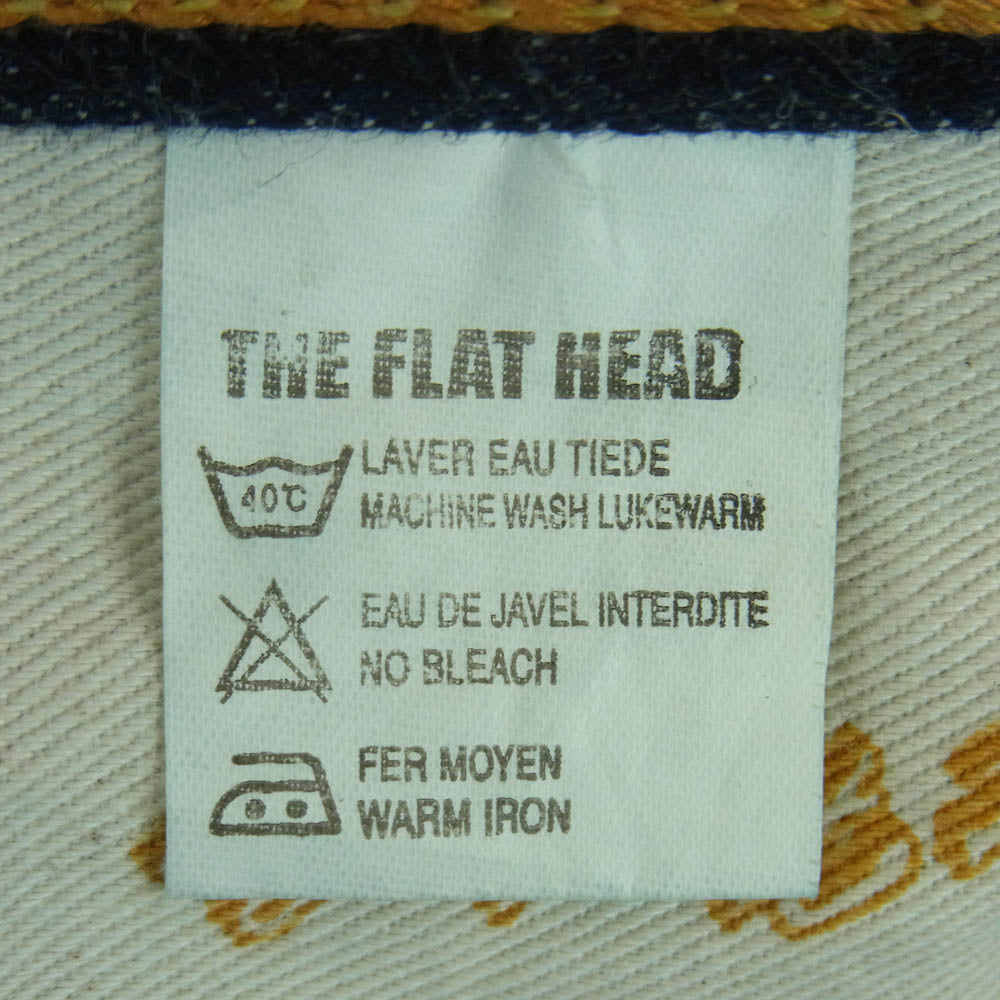 THE FLAT HEAD
40℃
LAVER EAU TIEDE
MACHINE WASH LUKEWARM
EAU DE JAVEL INTERDITE
NO BLEACH
FER MOYEN
WARM IRON